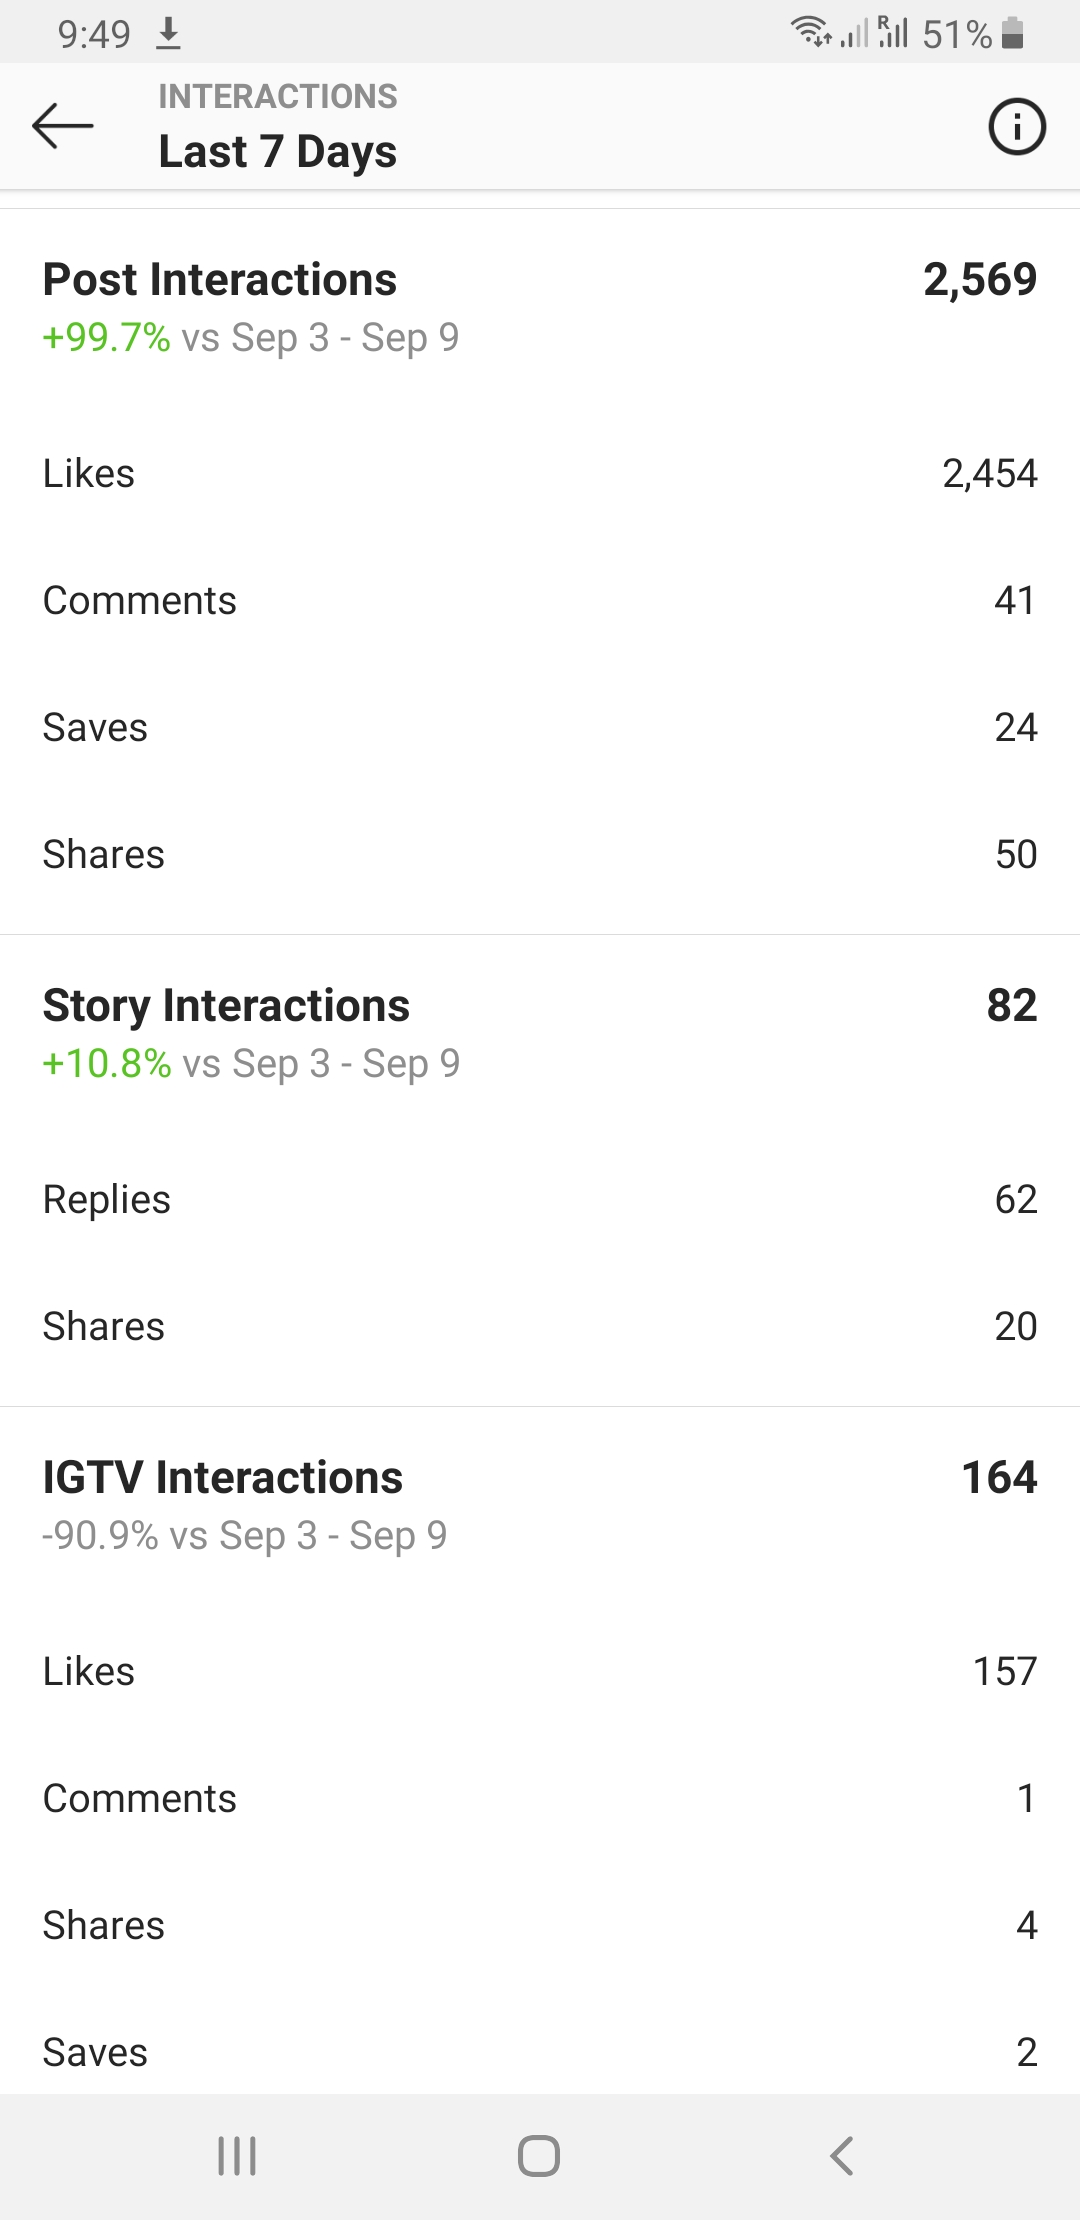 9:49
R 51%
INTERACTIONS
Last 7 Days
Post Interactions 2,569
+99.7% vs Sep 3 - Sep 9
Likes 2,454
Comments 41
Saves 24
Shares 50
Story Interactions 82
+10.8% vs Sep 3 - Sep 9
Replies 62
Shares 20
IGTV Interactions 164
-90.9% vs Sep 3 - Sep 9
Likes 157
Comments 1
Shares 4
Saves 2